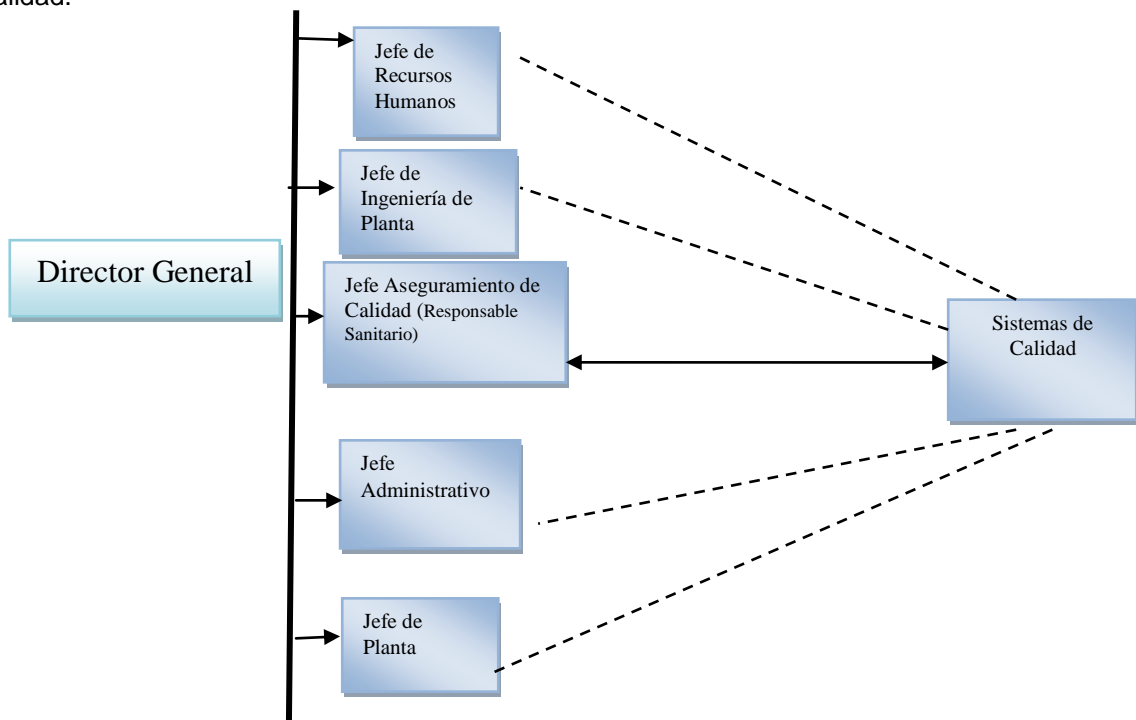 alidad.
Jefe de
Recursos
Humanos
Jefe de
Ingeniería de
Planta
Director General
Jefe Aseguramiento de
Calidad (Responsable
Sanitario)
Sistemas de
Calidad
Jefe
Administrativo
Jefe de
Planta